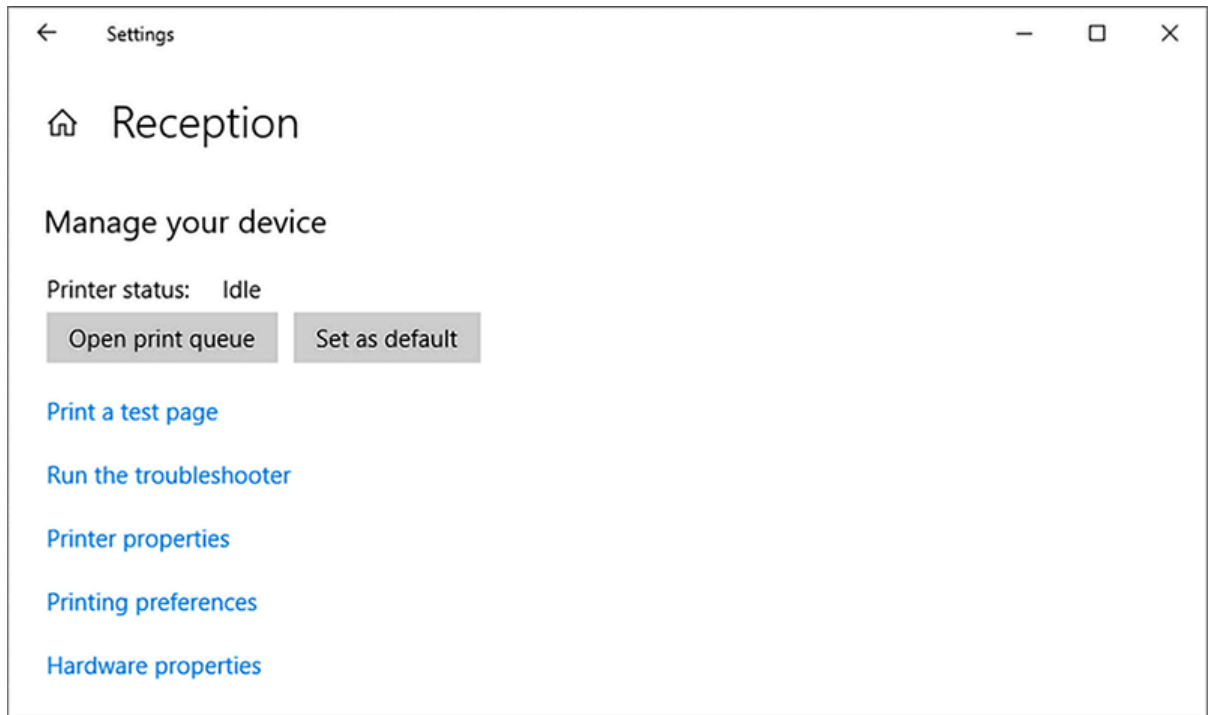 Settings
Reception
Manage your device
Printer status: Idle
Open print queue Set as default
Print a test page
Run the troubleshooter
Printer properties
Printing preferences
Hardware properties